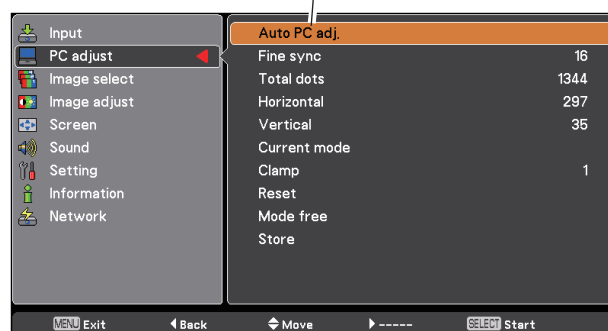 Input
PC adjust
Image select
Image adjust
Screen
Sound
Setting
Information
Network
Auto PC adj.
Fine sync 16
Total dots 1344
Horizontal 297
Vertical 35
Current mode
Clamp 1
Reset
Mode free
Store
MENU Exit Back Move ----- SELECT Start